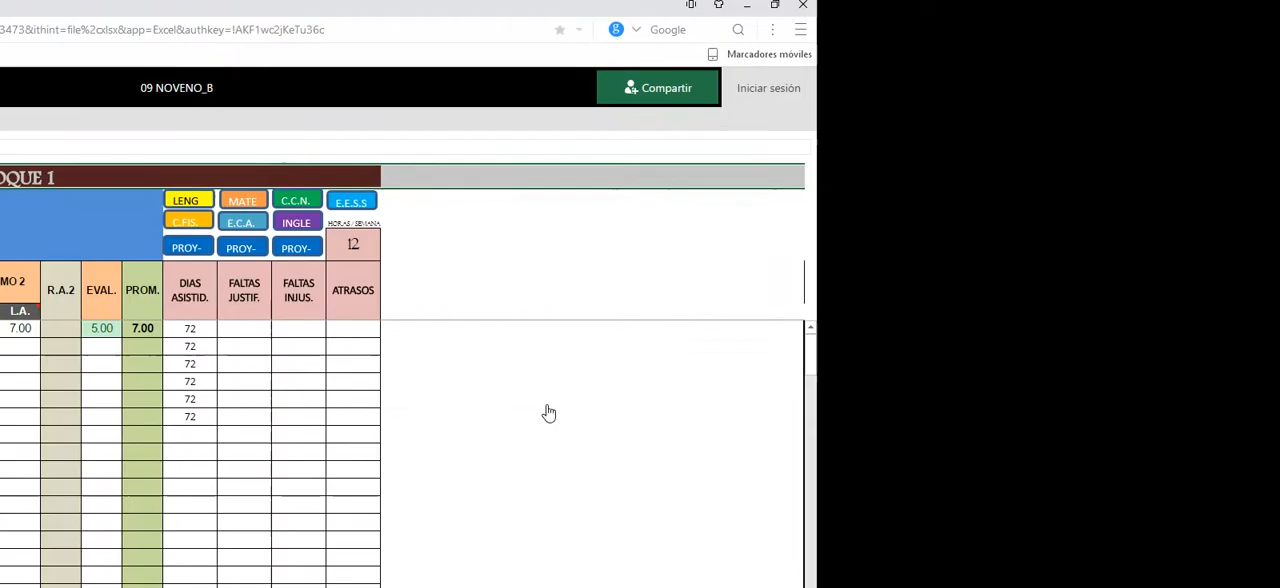 3473&ithint=file%2cxlsx&app=Excel&authkey=!AKF1wc2jKeTu36c
Google
Marcadores móviles
09 NOVENO_B
Compartir
Iniciar sesión
OQUE 1
LENG MATE C.C.N. E.E.S.S
C.FIS. E.C.A. INGLE HORAS / SEMANA
PROY- PROY- PROY- 12
MO 2 R.A.2 EVAL. PROM. DIAS ASISTID. FALTAS JUSTIF. FALTAS INJUS. ATRASOS
L.A.
7.00 5.00 7.00 72
72
72
72
72
72